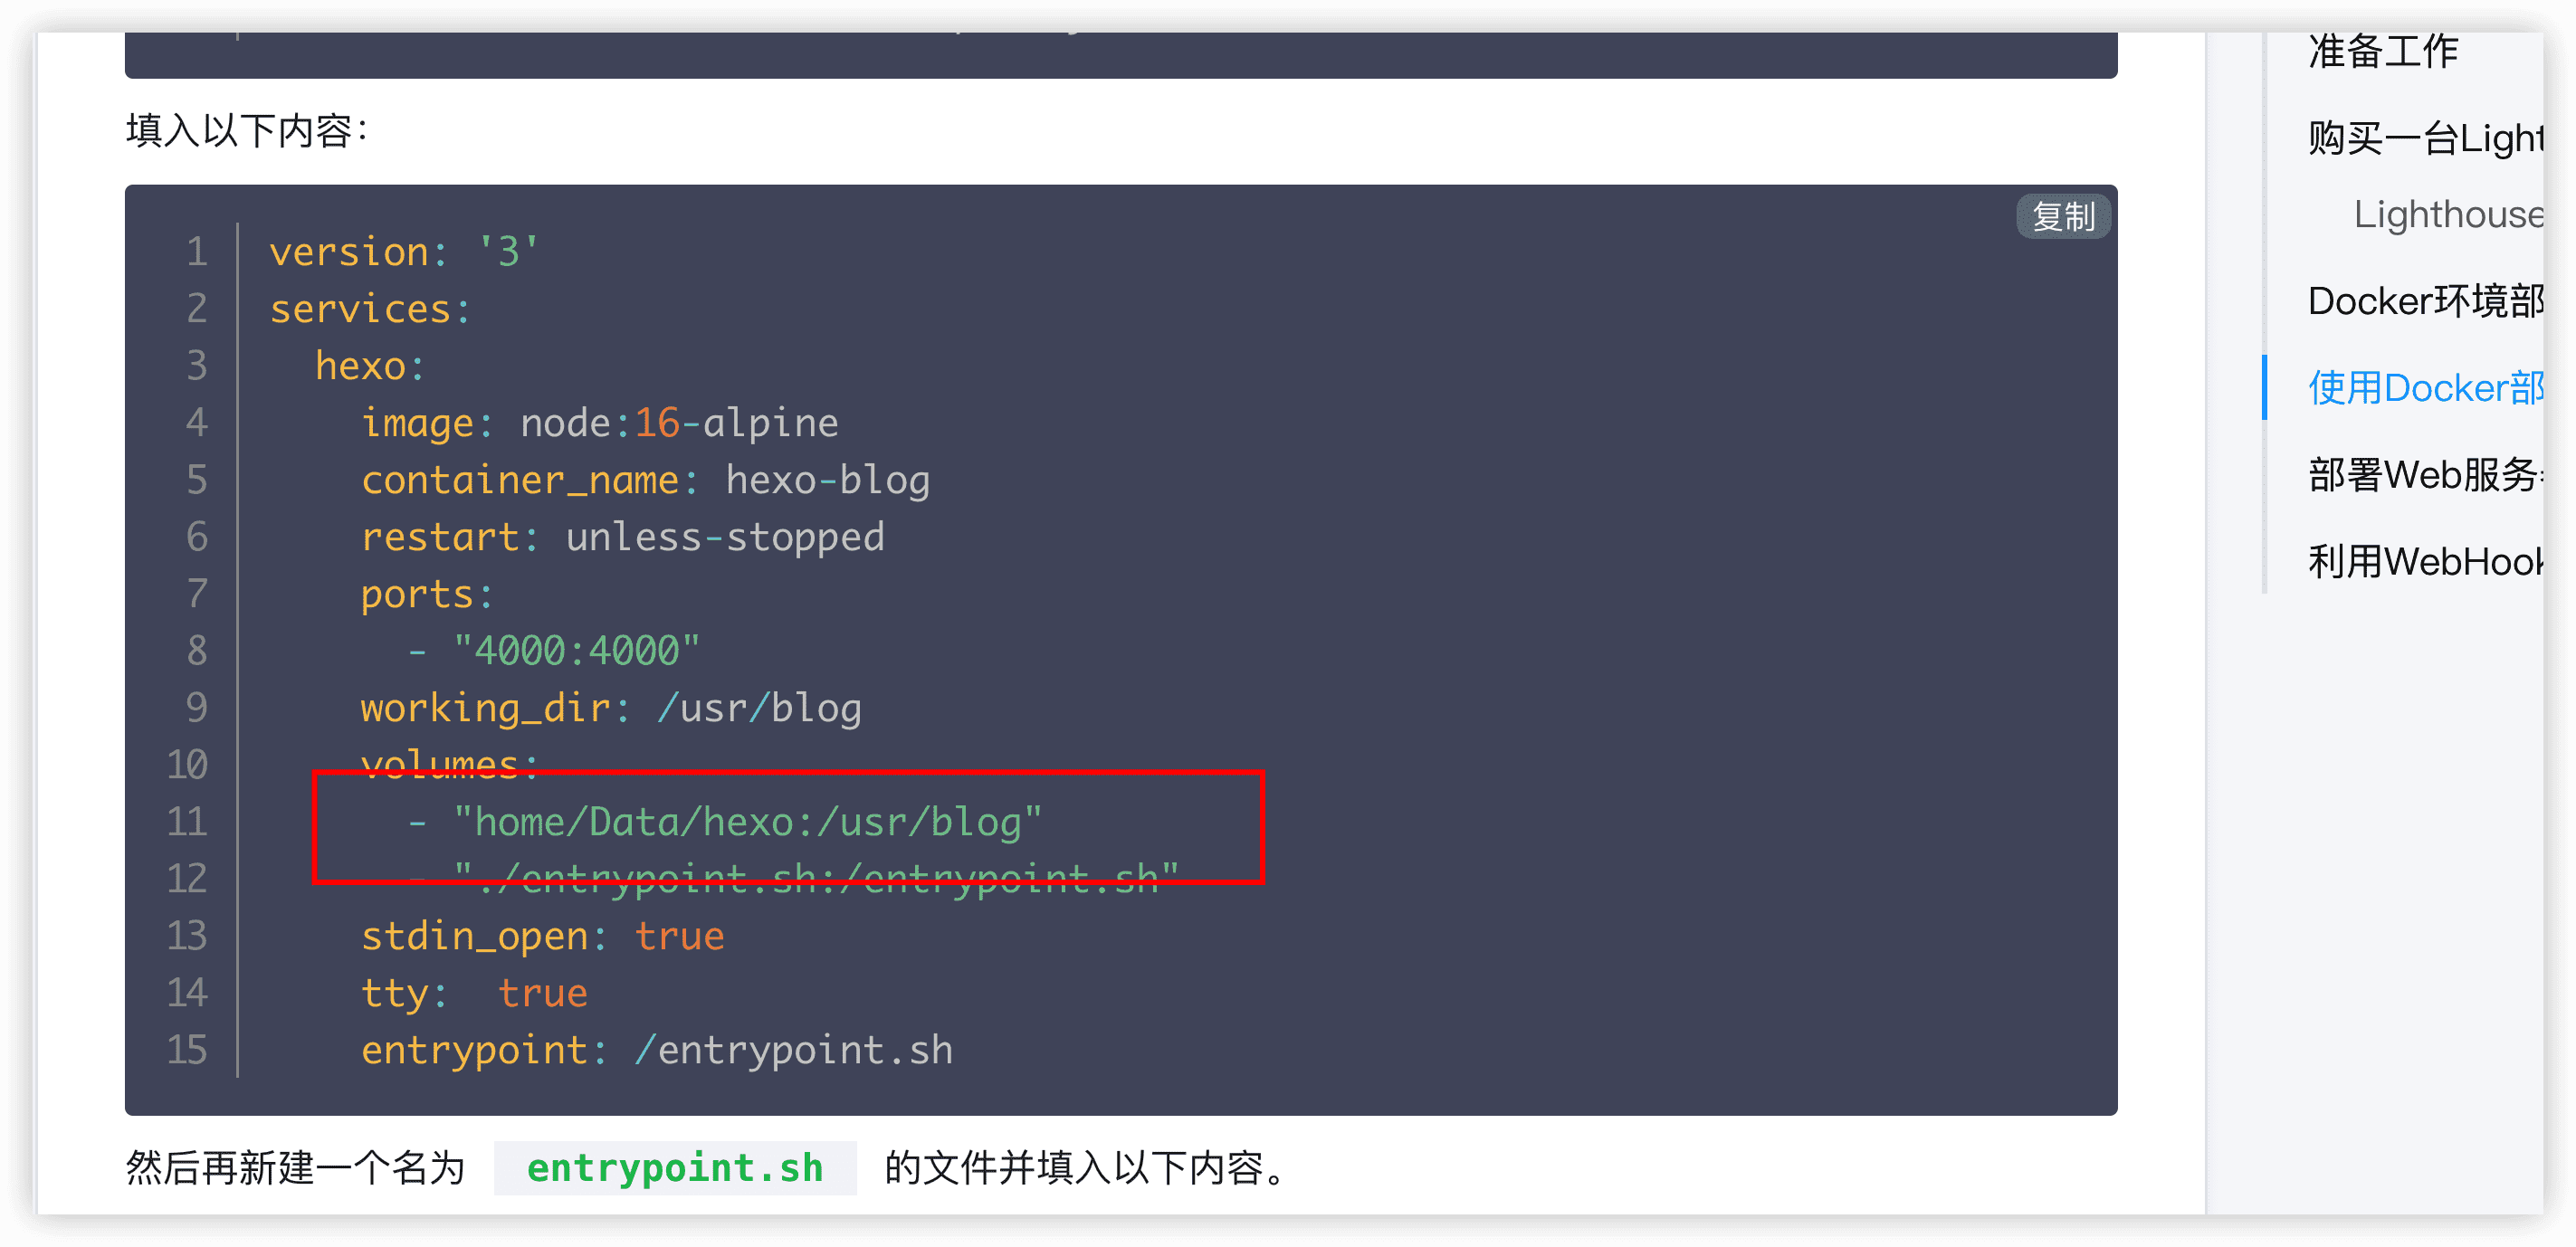 填入以下内容：
复制
1 version: '3'
2 services:
3   hexo:
4     image: node:16-alpine
5     container_name: hexo-blog
6     restart: unless-stopped
7     ports:
8       - "4000:4000"
9     working_dir: /usr/blog
10     volumes:
11       - "home/Data/hexo:/usr/blog"
12       - "./entrypoint.sh:/entrypoint.sh"
13     stdin_open: true
14     tty:  true
15     entrypoint: /entrypoint.sh
然后再新建一个名为 entrypoint.sh 的文件并填入以下内容。
准备工作
购买一台Light
Lighthouse
Docker环境部
使用Docker部
部署Web服务
利用WebHook